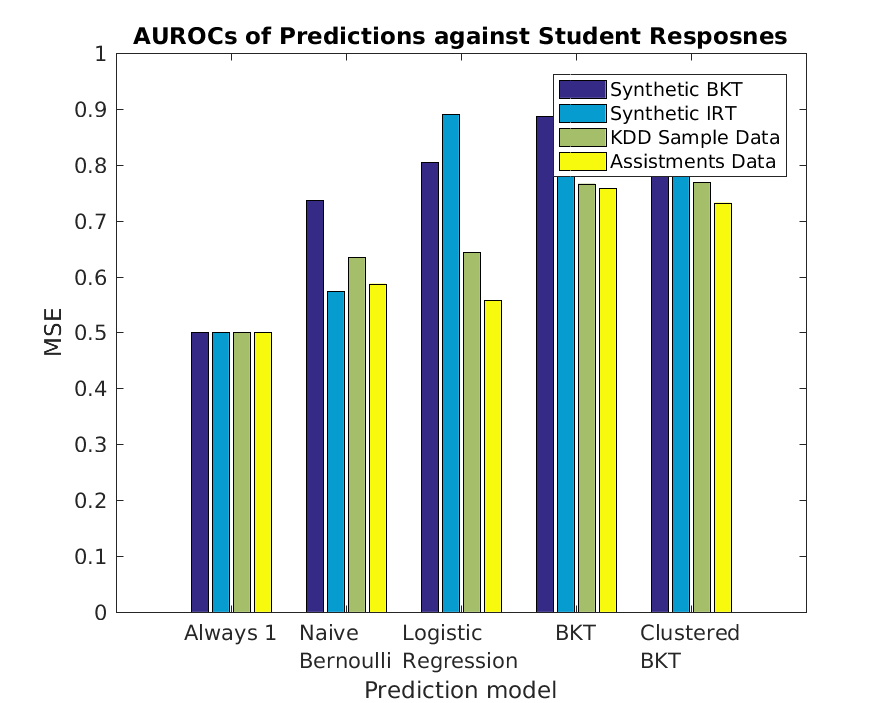 AUROCs of Predictions against Student Resposnes
1
0.9
0.8
0.7
0.6
0.5
0.4
0.3
0.2
0.1
0
MSE
Synthetic BKT
Synthetic IRT
KDD Sample Data
Assistments Data
Always 1
Naive
Bernoulli
Logistic
Regression
BKT
Clustered
BKT
Prediction model